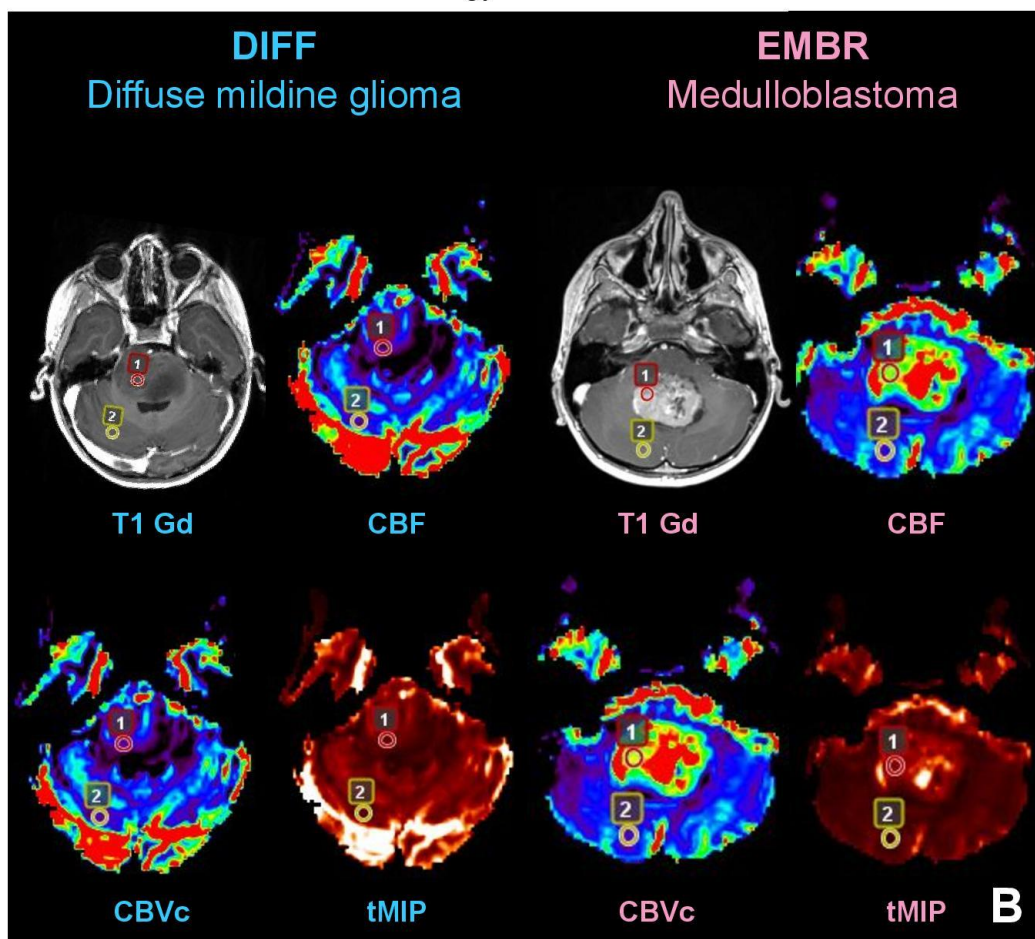 DIFF
Diffuse mildine glioma
EMBR
Medulloblastoma
1
2
T1 Gd
1
2
CBF
1
2
T1 Gd
1
2
CBF
1
2
CBVc
1
2
tMIP
1
2
CBVc
1
2
tMIP
B